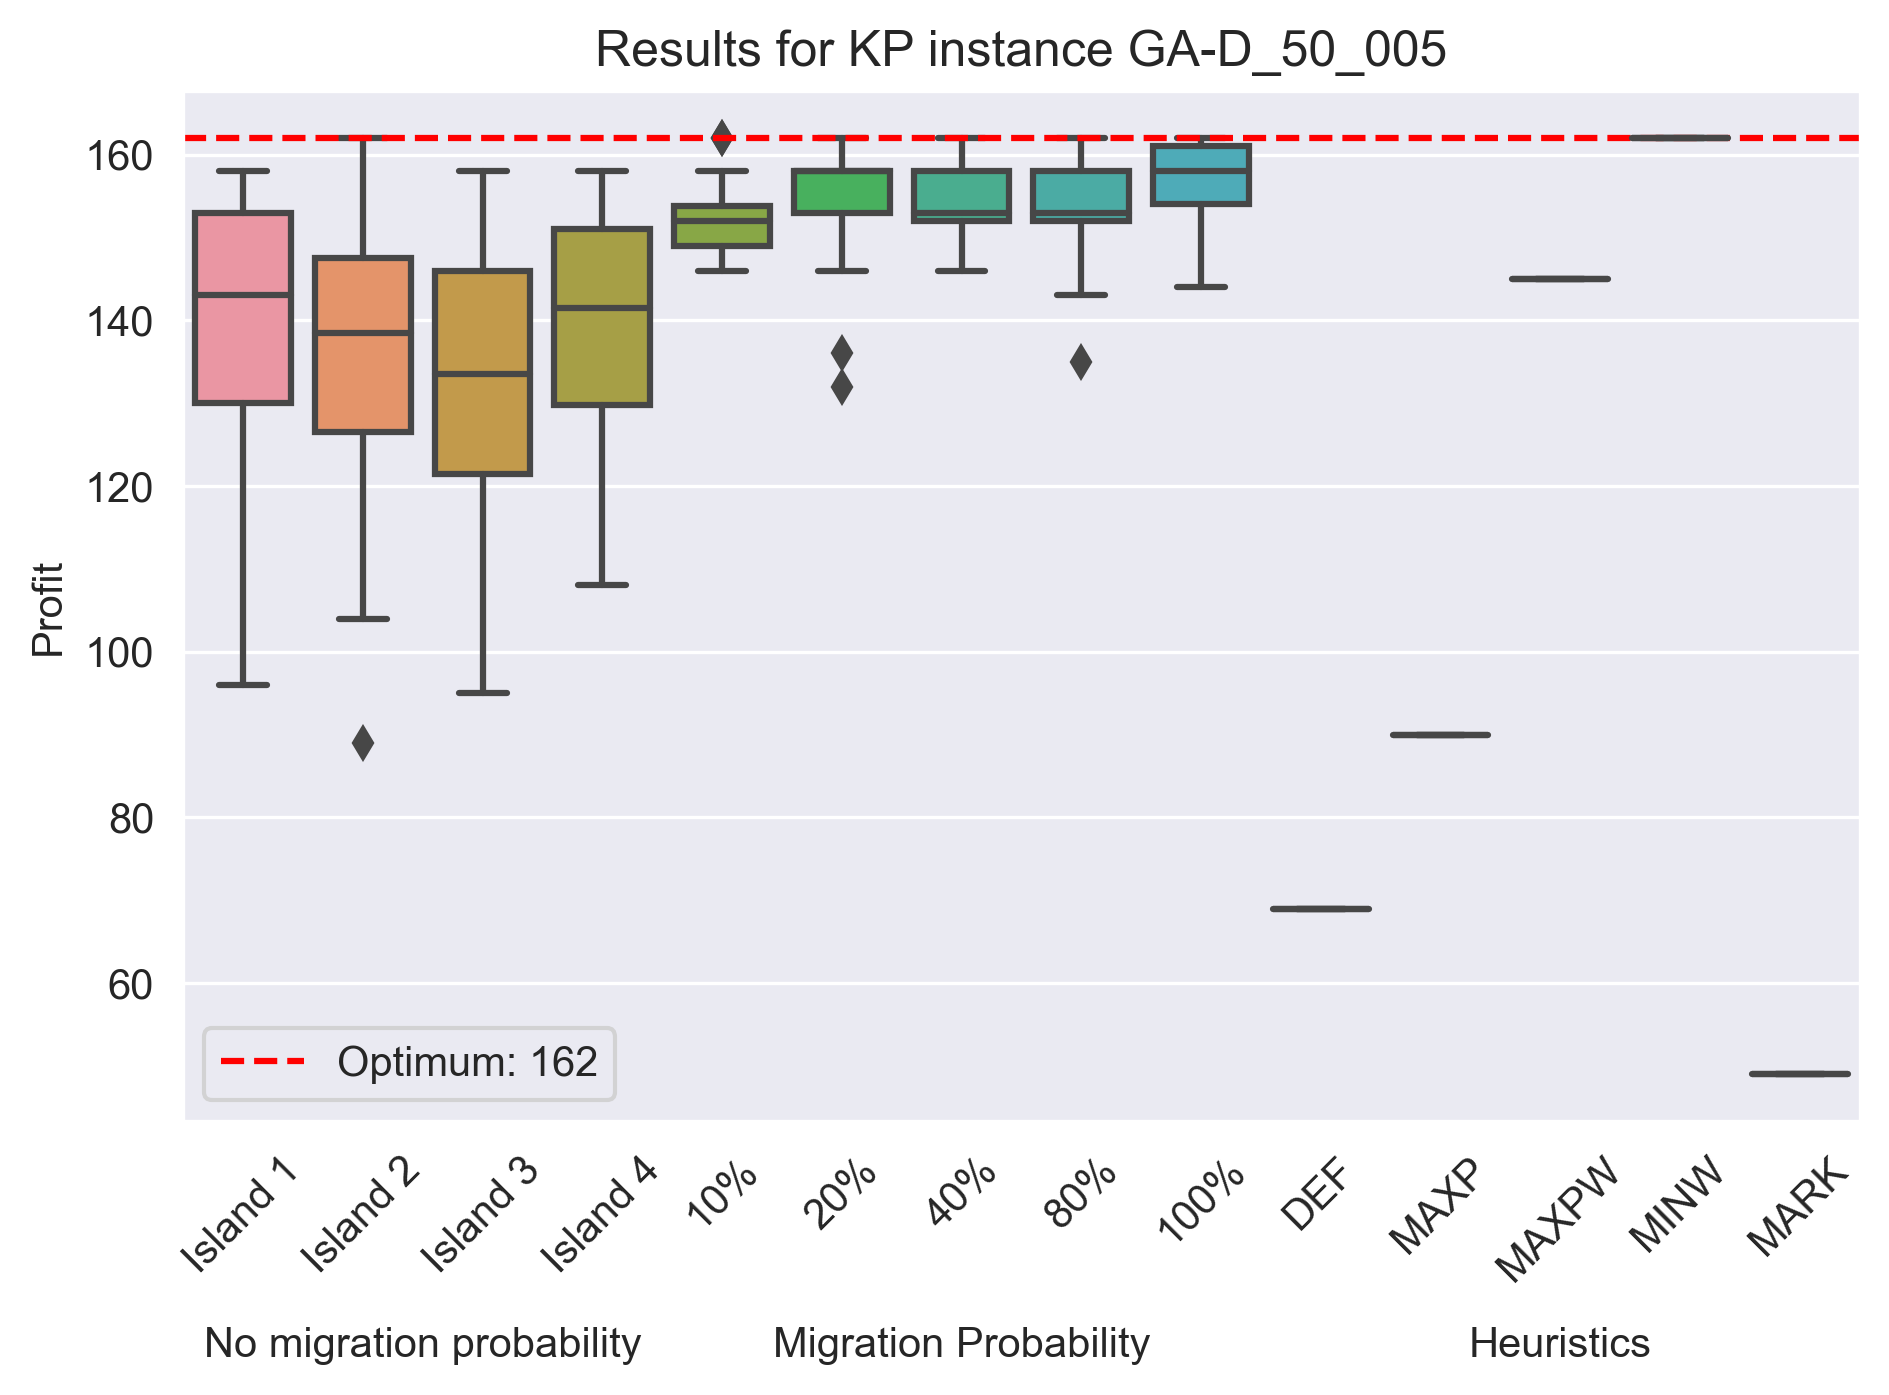 Results for KP instance GA-D_50_005
160
140
120
100
80
60
Profit
Optimum: 162
Island 1
Island 2
Island 3
Island 4
10%
20%
40%
80%
100%
DEF
MAXP
MAXPW
MINW
MARK
No migration probability
Migration Probability
Heuristics